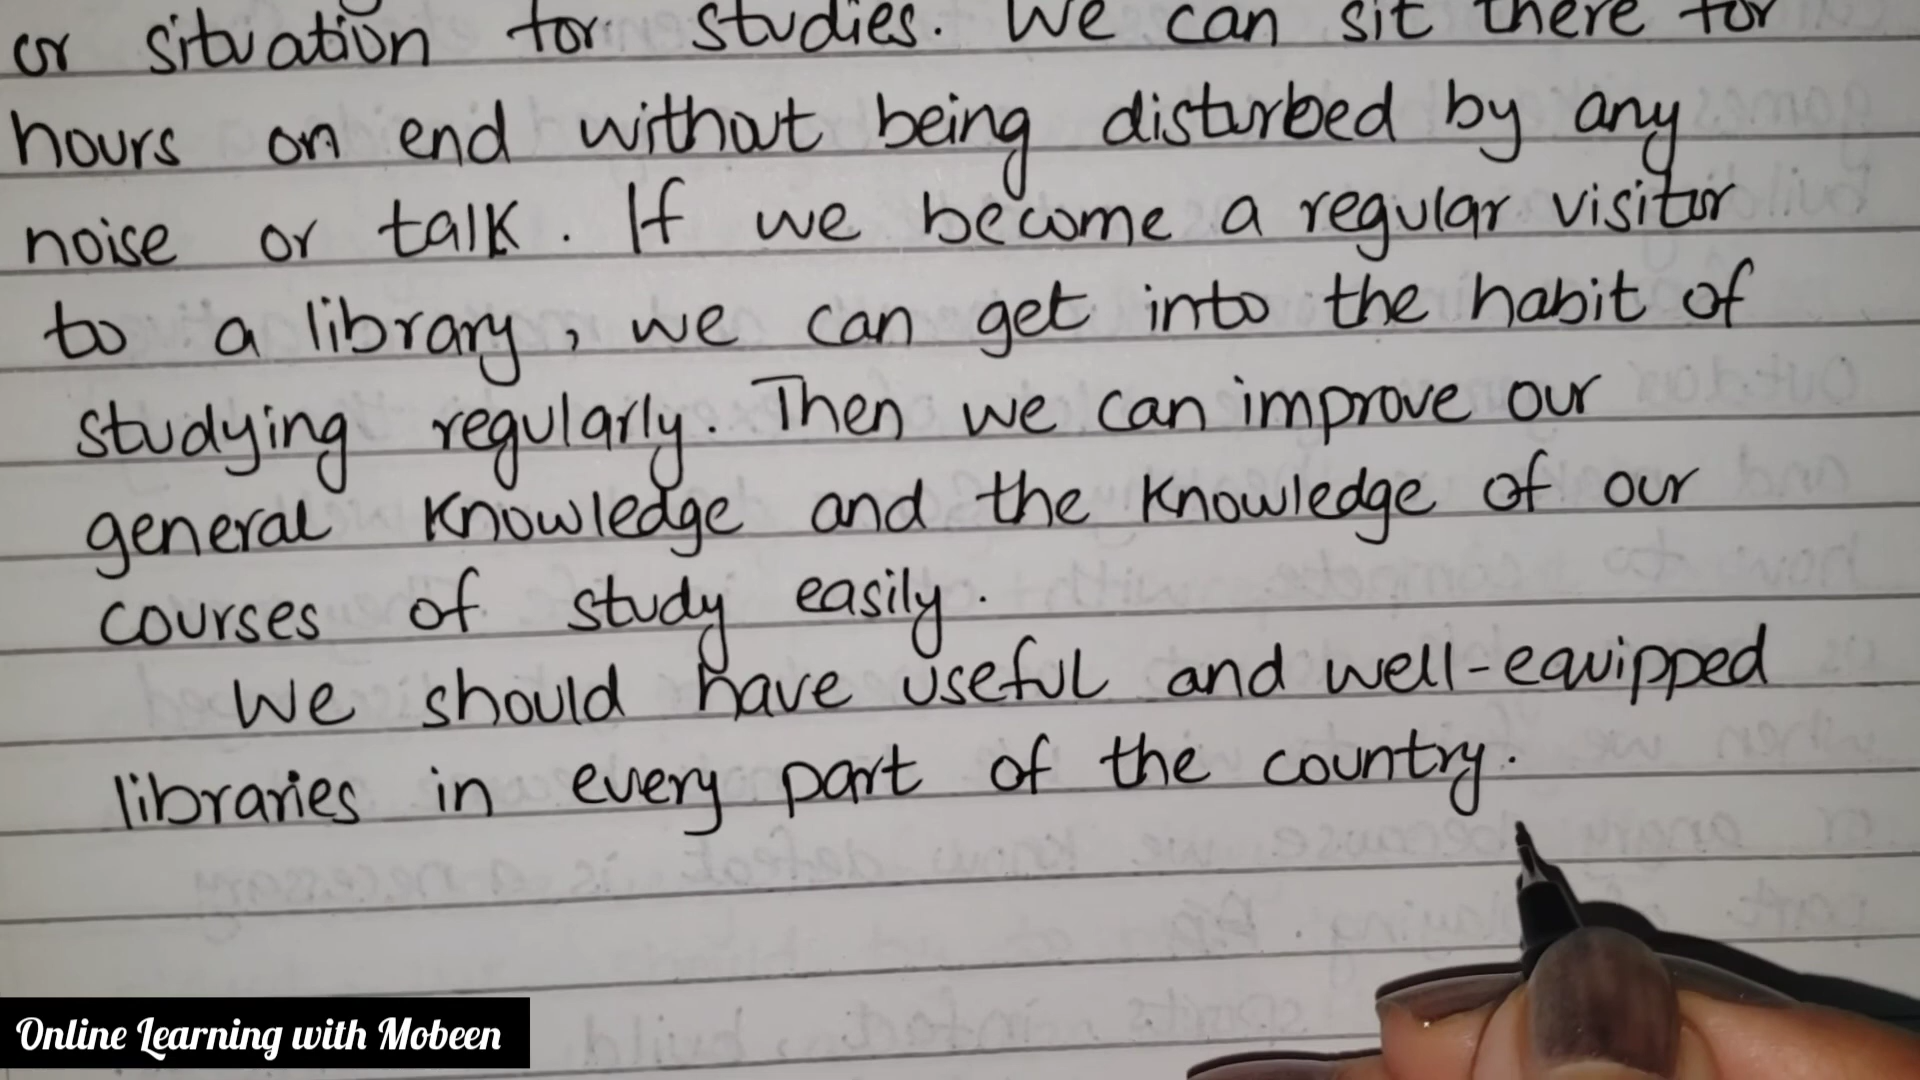 or situation for studies. We can sit there for
hours on end without being disturbed by any
noise or talk. If we become a regular visitor
to a library, we can get into the habit of
studying regularly. Then we can improve our
general knowledge and the knowledge of our
courses of study easily.
We should have useful and well-equipped
libraries in every part of the country.
Online Learning with Mobeen